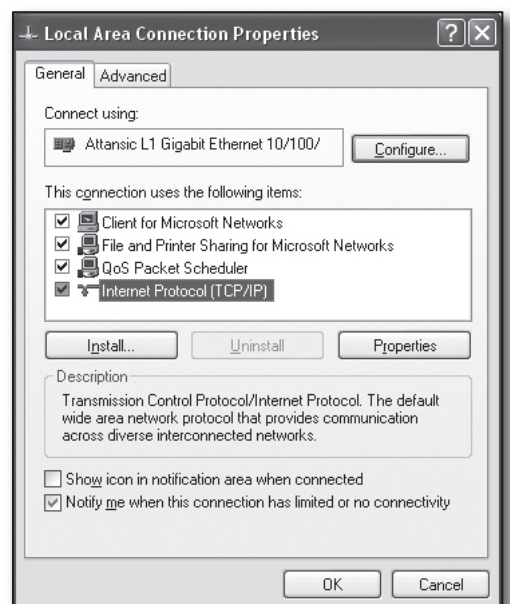 Local Area Connection Properties
General Advanced
Connect using:
Attansic L1 Gigabit Ethernet 10/100/ Configure...
This connection uses the following items:
Client for Microsoft Networks
File and Printer Sharing for Microsoft Networks
QoS Packet Scheduler
Internet Protocol (TCP/IP)
Install... Uninstall Properties
Description
Transmission Control Protocol/Internet Protocol. The default
wide area network protocol that provides communication
across diverse interconnected networks.
Show icon in notification area when connected
Notify me when this connection has limited or no connectivity
OK Cancel